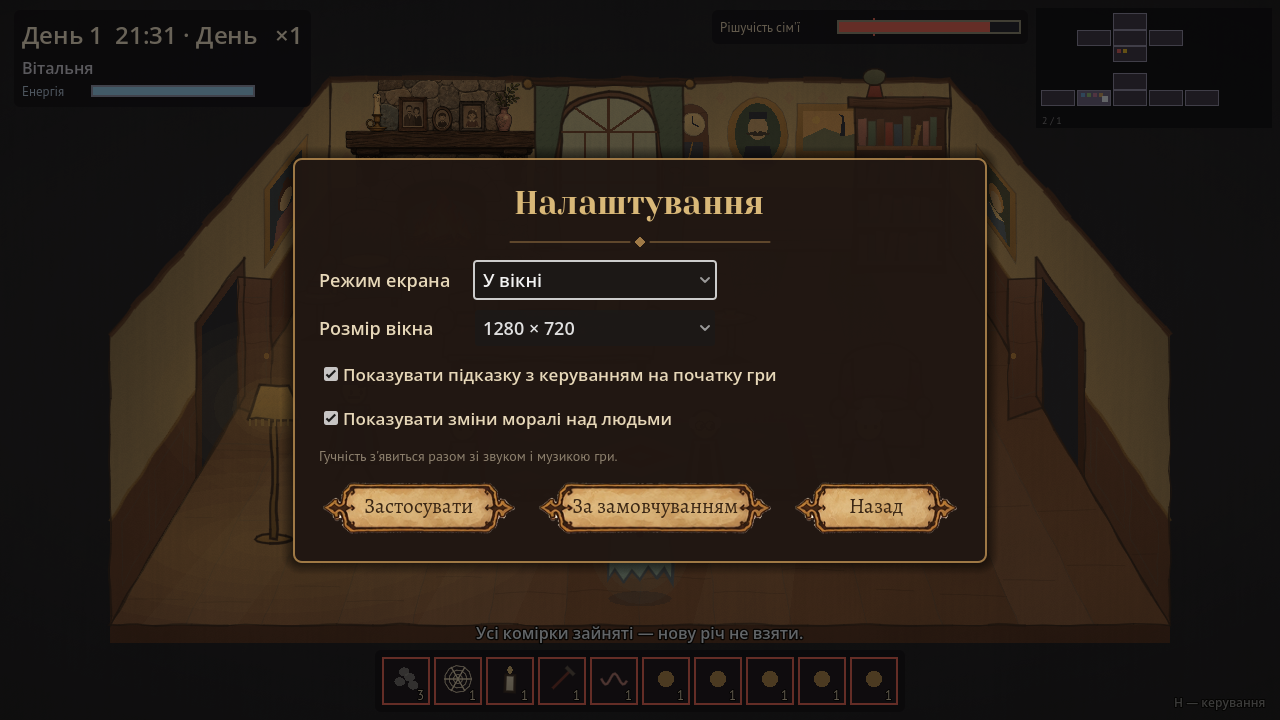 День 1 21:31 · День ×1
Вітальня
Енергія
Рішучість сім'ї
2 / 1
Налаштування
Режим екрана
У вікні
Розмір вікна
1280 × 720
Показувати підказку з керуванням на початку гри
Показувати зміни моралі над людьми
Гучність з'явиться разом зі звуком і музикою гри.
Застосувати
За замовчуванням
Назад
Усі комірки зайняті — нову річ не взяти.
3 1 1 1 1 1 1 1 1 1
H — керування